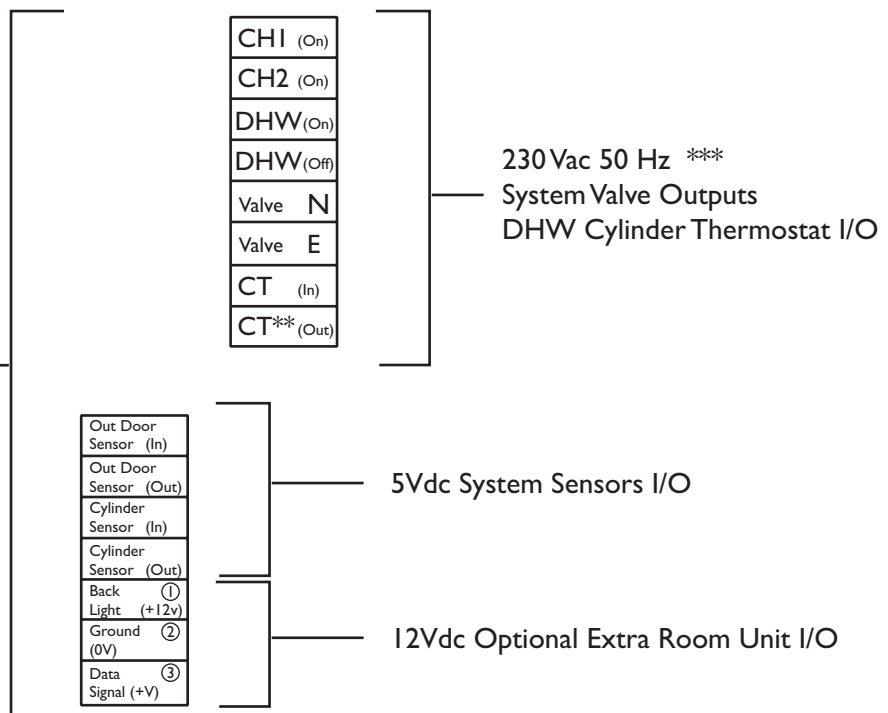 CH1 (On)
CH2 (On)
DHW (On)
DHW (Off)
Valve N
Valve E
CT (In)
CT** (Out)
230 Vac 50 Hz ***
System Valve Outputs
DHW Cylinder Thermostat I/O
Out Door
Sensor (In)
Out Door
Sensor (Out)
Cylinder
Sensor (In)
Cylinder
Sensor (Out)
Back ①
Light (+12v)
Ground ②
(0V)
Data ③
Signal (+V)
5Vdc System Sensors I/O
12Vdc Optional Extra Room Unit I/O